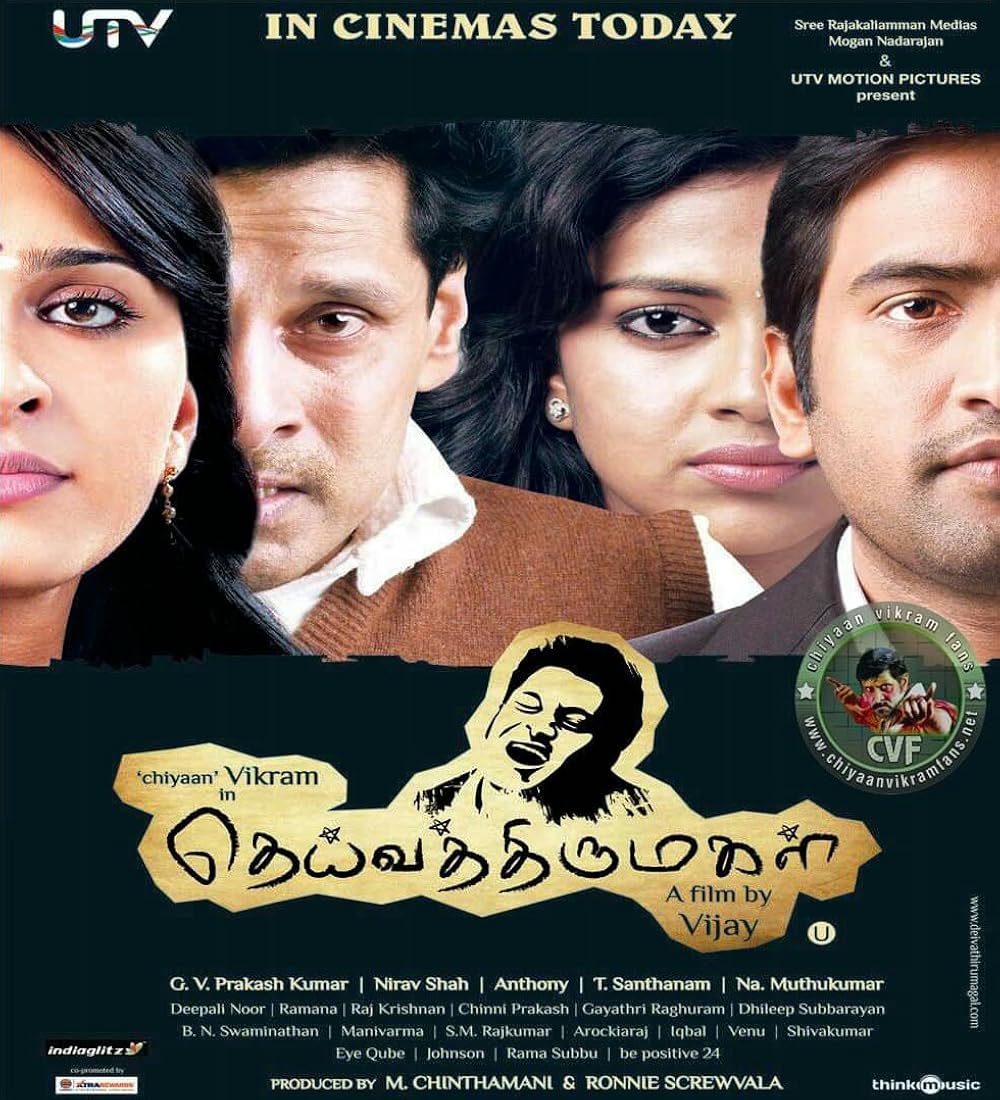 UTV
IN CINEMAS TODAY
Sree Rajakaliamman Medias
Mogan Nadarajan
&
UTV MOTION PICTURES
present
chiyaan vikram fans
CVF
www.chiyaanvikramfans.net
'chiyaan' Vikram
in
தெய்வத்திருமகள்
A film by
Vijay
U
G. V. Prakash Kumar | Nirav Shah | Anthony | T. Santhanam | Na. Muthukumar
Deepali Noor | Ramana | Raj Krishnan | Chinni Prakash | Gayathri Raghuram | Dhileep Subbarayan
B. N. Swaminathan | Manivarma | S.M. Rajkumar | Arockiaraj | Iqbal | Venu | Shivakumar
Eye Qube | Johnson | Rama Subbu | be positive 24
PRODUCED BY M. CHINTHAMANI & RONNIE SCREWVALA
www.deivathirumagal.com
indiaglitz
co-promoted by
XTRAREWARDS
think music